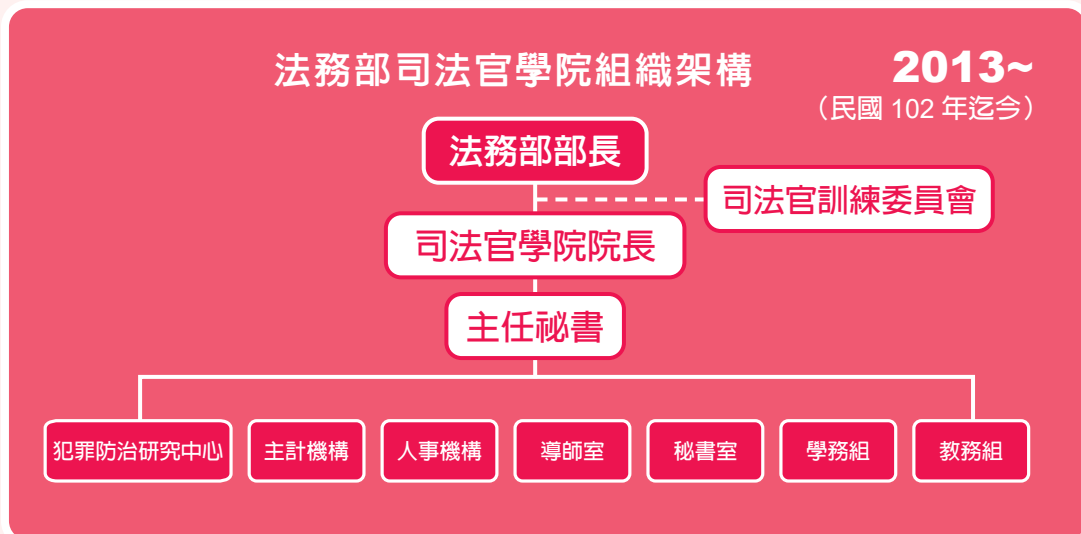 法務部司法官學院組織架構
2013~
（民國 102 年迄今）
法務部部長
司法官訓練委員會
司法官學院院長
主任祕書
犯罪防治研究中心
主計機構
人事機構
導師室
秘書室
學務組
教務組